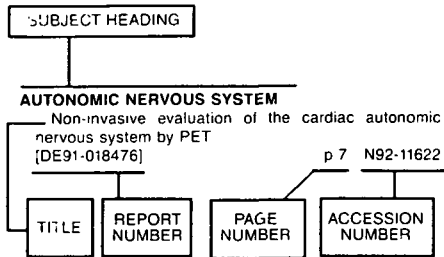 SUBJECT HEADING
AUTONOMIC NERVOUS SYSTEM
Non-invasive evaluation of the cardiac autonomic
nervous system by PET
[DE91-018476] p 7 N92-11622
TITLE REPORT NUMBER PAGE NUMBER ACCESSION NUMBER